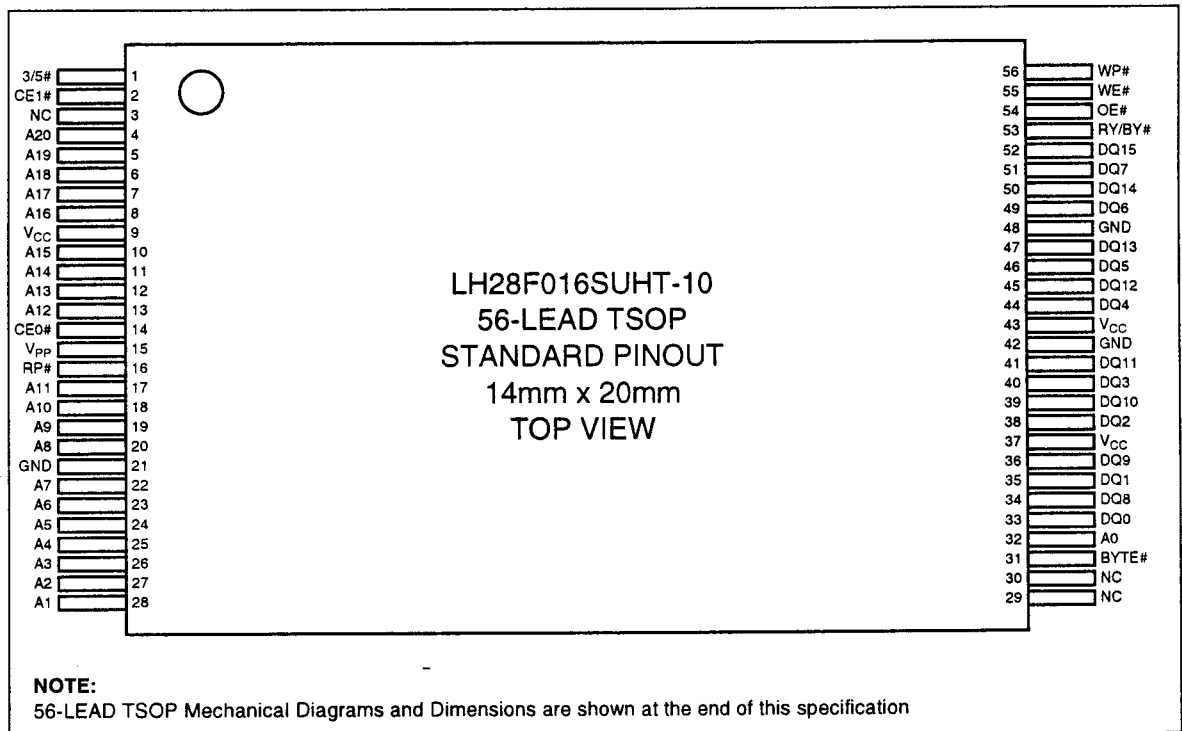 3/5# 1 56 WP#
CE1# 2 55 WE#
NC 3 54 OE#
A20 4 53 RY/BY#
A19 5 52 DQ15
A18 6 51 DQ7
A17 7 50 DQ14
A16 8 49 DQ6
VCC 9 48 GND
A15 10 47 DQ13
A14 11 46 DQ5
A13 12 45 DQ12
A12 13 44 DQ4
CE0# 14 43 VCC
VPP 15 42 GND
RP# 16 41 DQ11
A11 17 40 DQ3
A10 18 39 DQ10
A9 19 38 DQ2
A8 20 37 VCC
GND 21 36 DQ9
A7 22 35 DQ1
A6 23 34 DQ8
A5 24 33 DQ0
A4 25 32 A0
A3 26 31 BYTE#
A2 27 30 NC
A1 28 29 NC
LH28F016SUHT-10
56-LEAD TSOP
STANDARD PINOUT
14mm x 20mm
TOP VIEW
NOTE:
56-LEAD TSOP Mechanical Diagrams and Dimensions are shown at the end of this specification